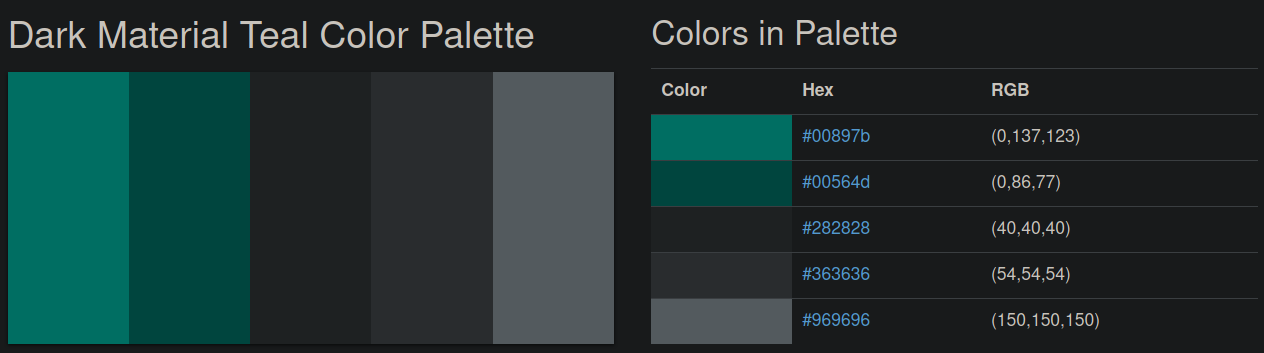 Dark Material Teal Color Palette
Colors in Palette
Color Hex RGB
#00897b (0,137,123)
#00564d (0,86,77)
#282828 (40,40,40)
#363636 (54,54,54)
#969696 (150,150,150)